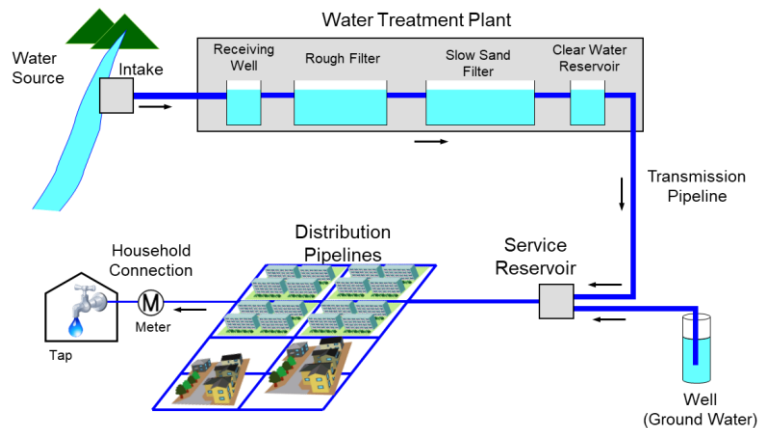 Water Treatment Plant
Water
Source
Intake
Receiving
Well
Rough Filter
Slow Sand
Filter
Clear Water
Reservoir
Transmission
Pipeline
Distribution
Pipelines
Service
Reservoir
Household
Connection
M
Meter
Tap
Well
(Ground Water)